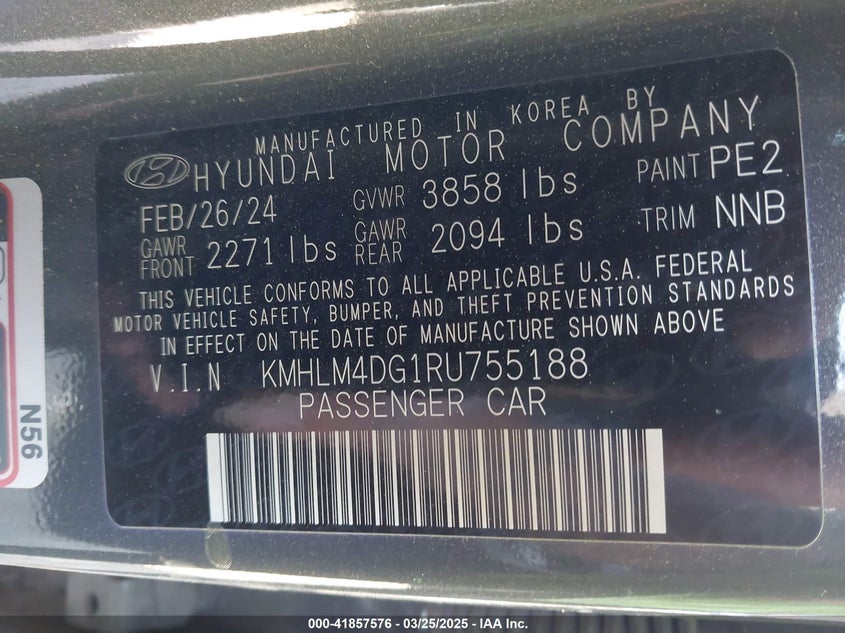 MANUFACTURED IN KOREA BY
HYUNDAI MOTOR COMPANY
FEB/26/24 GVWR 3858 lbs PAINT PE2
GAWR FRONT 2271 lbs GAWR REAR 2094 lbs TRIM NNB
THIS VEHICLE CONFORMS TO ALL APPLICABLE U.S.A. FEDERAL
MOTOR VEHICLE SAFETY, BUMPER, AND THEFT PREVENTION STANDARDS
IN EFFECT ON THE DATE OF MANUFACTURE SHOWN ABOVE
V.I.N KMHLM4DG1RU755188
PASSENGER CAR
N56
000-41857576 - 03/25/2025 - IAA Inc.